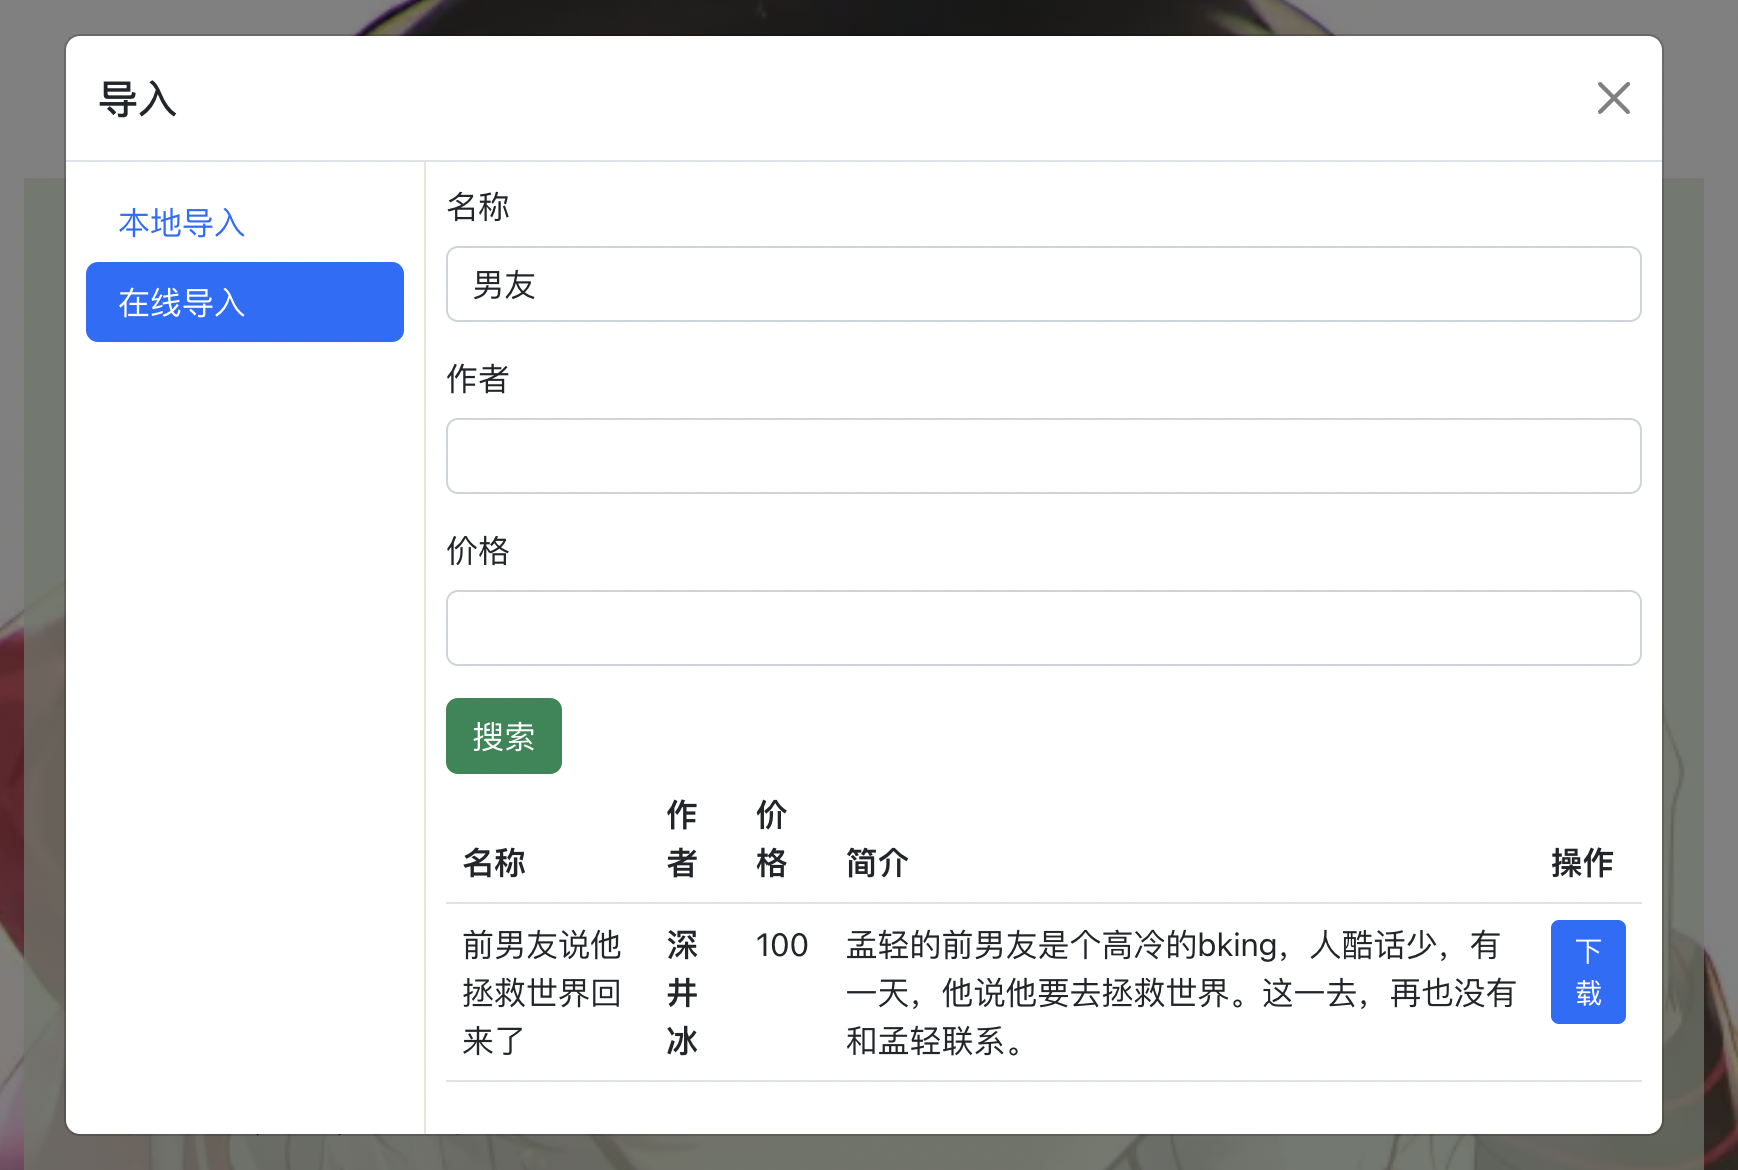 导入
本地导入
在线导入
名称
男友
作者
价格
搜索
名称 作者 价格 简介 操作
前男友说他
拯救世界回
来了
深
井
冰
100
孟轻的前男友是个高冷的bking，人酷话少，有
一天，他说他要去拯救世界。这一去，再也没有
和孟轻联系。
下
载